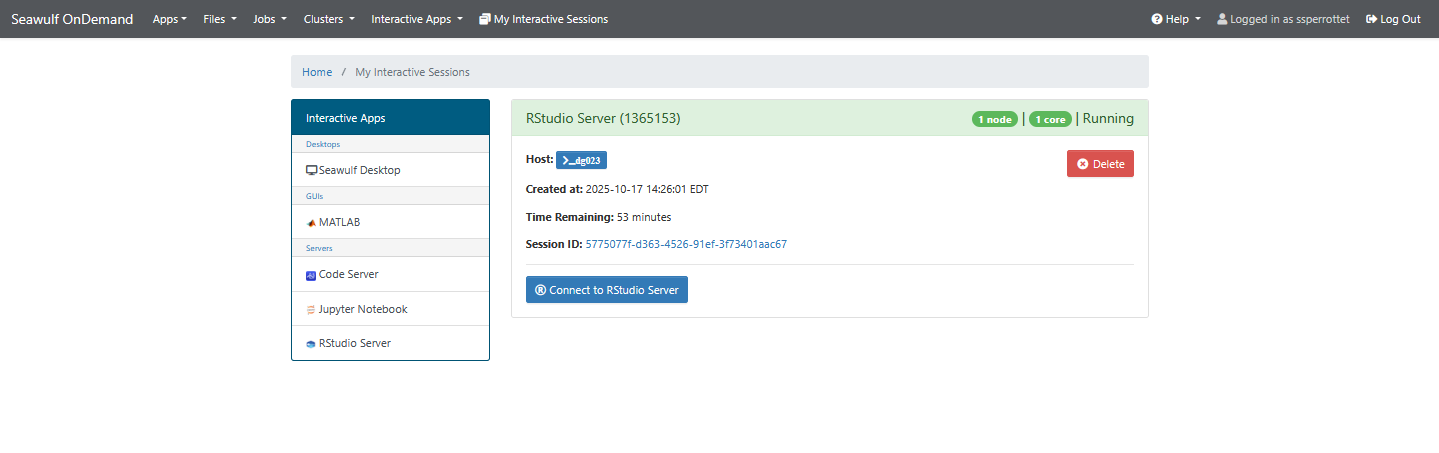 Seawulf OnDemand Apps Files Jobs Clusters Interactive Apps My Interactive Sessions Help Logged in as ssperrottet Log Out
Home / My Interactive Sessions
Interactive Apps
Desktops
Seawulf Desktop
GUIs
MATLAB
Servers
Code Server
Jupyter Notebook
RStudio Server
RStudio Server (1365153) 1 node | 1 core | Running
Host: >_dg023 Delete
Created at: 2025-10-17 14:26:01 EDT
Time Remaining: 53 minutes
Session ID: 5775077f-d363-4526-91ef-3f73401aac67
Connect to RStudio Server